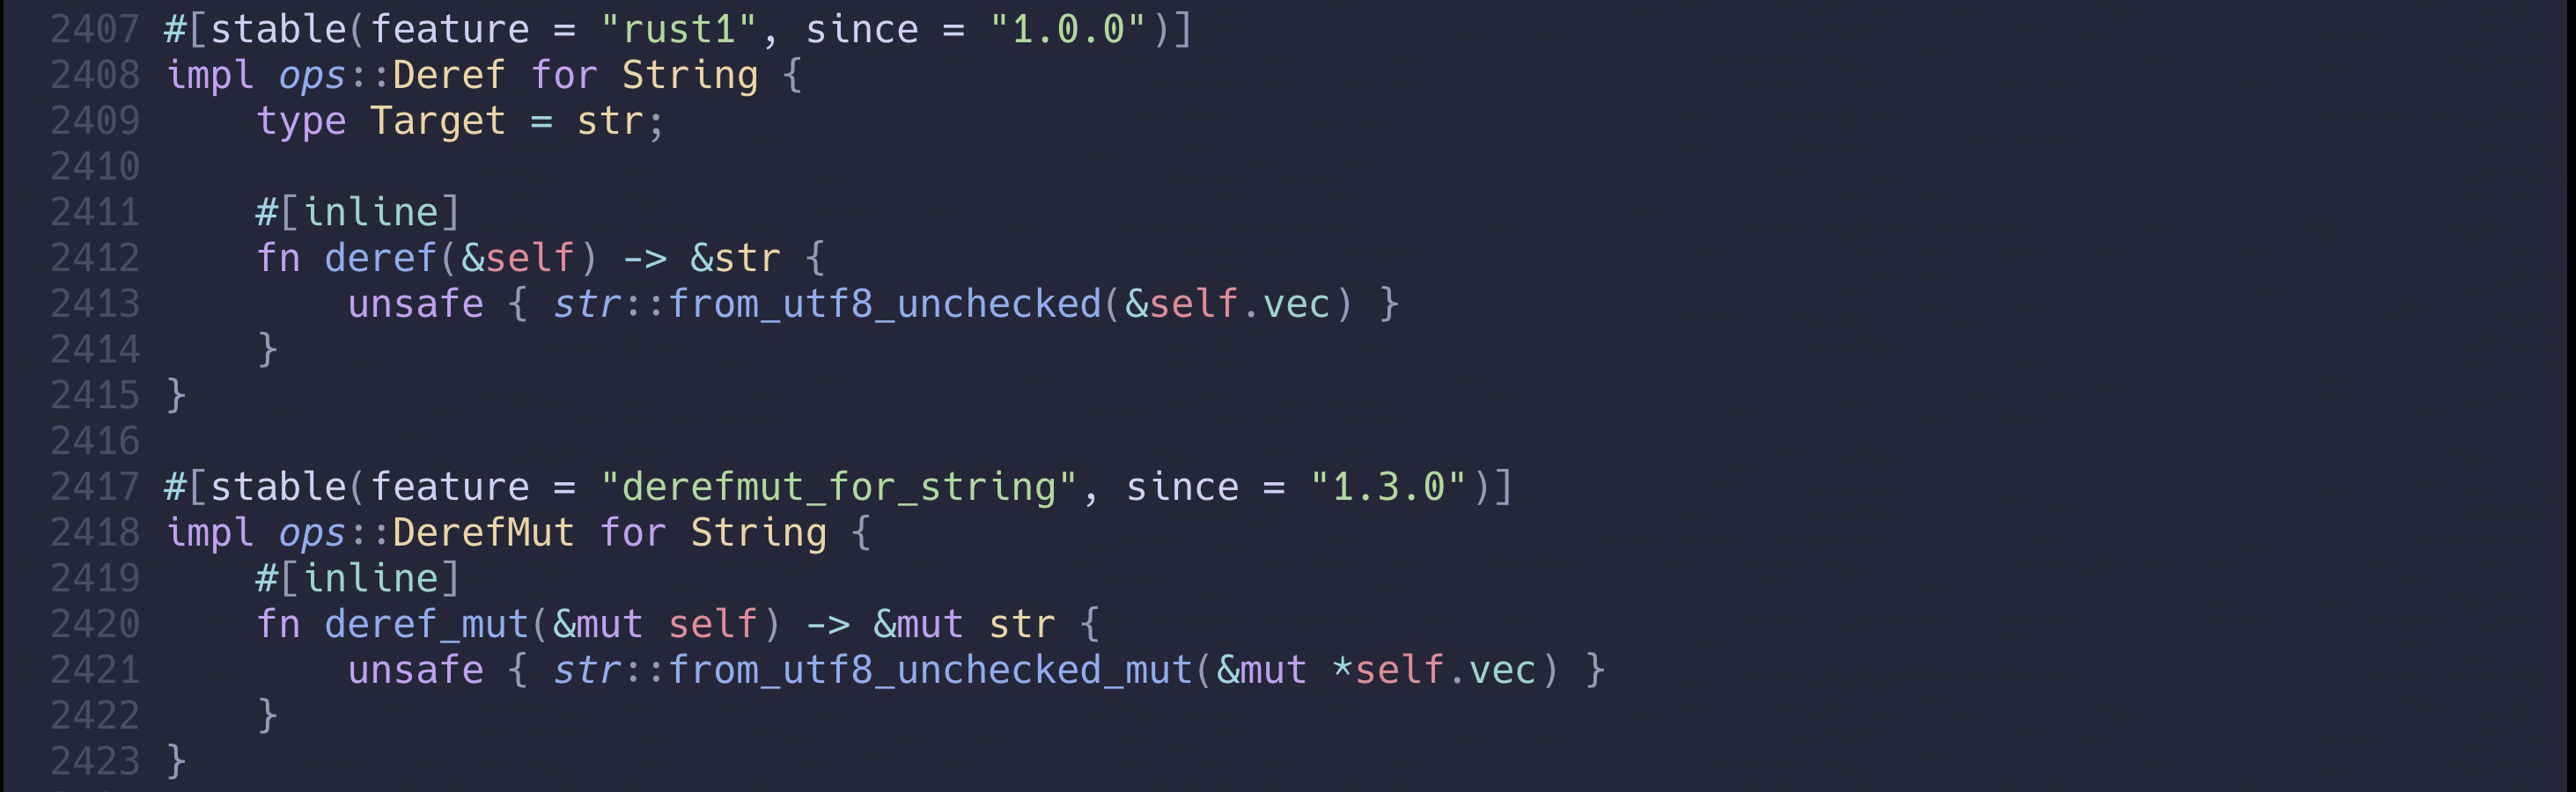 2407 #[stable(feature = "rust1", since = "1.0.0")]
2408 impl ops::Deref for String {
2409     type Target = str;
2410
2411     #[inline]
2412     fn deref(&self) -> &str {
2413         unsafe { str::from_utf8_unchecked(&self.vec) }
2414     }
2415 }
2416
2417 #[stable(feature = "derefmut_for_string", since = "1.3.0")]
2418 impl ops::DerefMut for String {
2419     #[inline]
2420     fn deref_mut(&mut self) -> &mut str {
2421         unsafe { str::from_utf8_unchecked_mut(&mut *self.vec) }
2422     }
2423 }